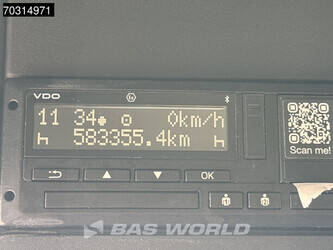 70314971
VDO
11 34 0km/h
h 583355.4km h
OK
Scan me!
BAS WORLD